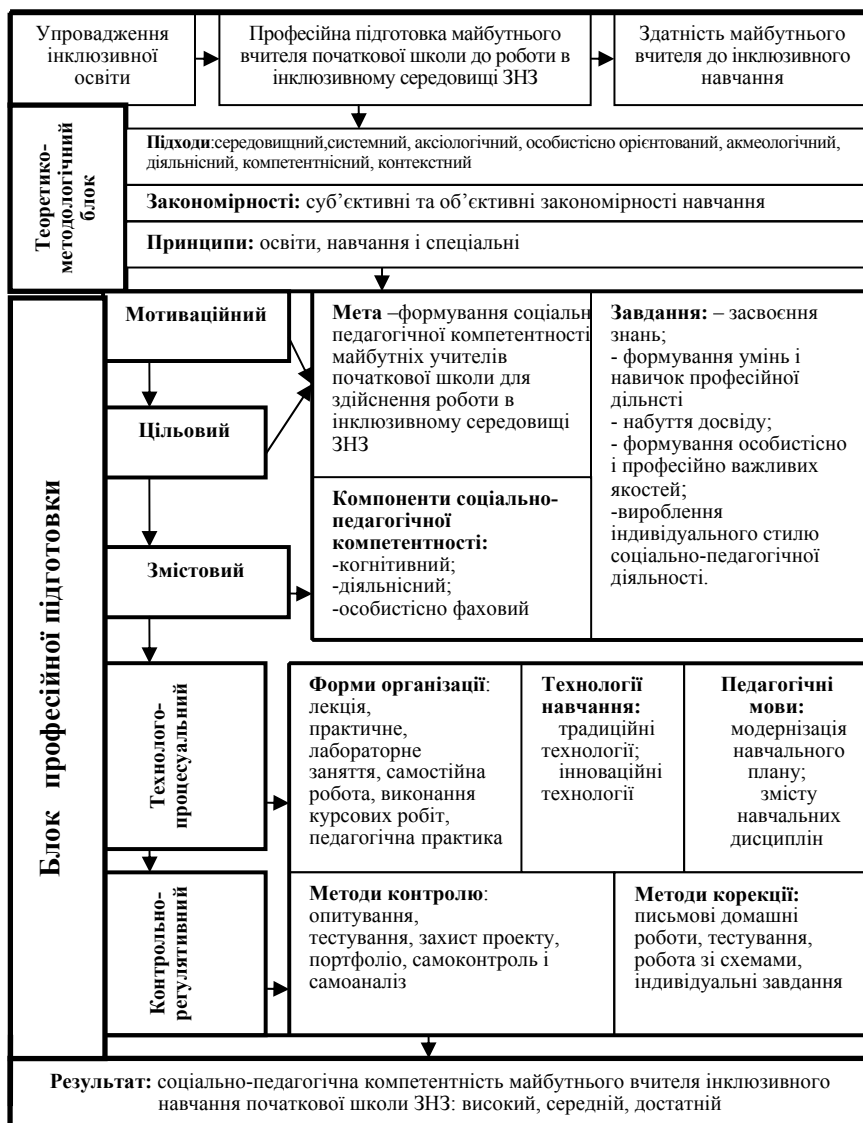 Упровадження
інклюзивної
освіти
Професійна підготовка майбутнього
вчителя початкової школи до роботи в
інклюзивному середовищі ЗНЗ
Здатність майбутнього
вчителя до інклюзивного
навчання
Теоретико-
методологічний
блок
Підходи:середовищний,системний, аксіологічний, особистісно орієнтований, акмеологічний,
діяльнісний, компетентнісний, контекстний
Закономірності: суб’єктивні та об’єктивні закономірності навчання
Принципи: освіти, навчання і спеціальні
Блок професійної підготовки
Мотиваційний
Цільовий
Змістовий
Мета –формування соціальн
педагогічної компетентності
майбутніх учителів
початкової школи для
здійснення роботи в
інклюзивному середовищі
ЗНЗ
Компоненти соціально-
педагогічної
компетентності:
-когнітивний;
-діяльнісний;
-особистісно фаховий
Завдання: – засвоєння
знань;
- формування умінь і
навичок професійної
дільнсті
- набуття досвіду;
- формування особистісно
і професійно важливих
якостей;
-вироблення
індивідуального стилю
соціально-педагогічної
діяльності.
Технолого-
процесуальний
Форми організації:
лекція,
практичне,
лабораторне
заняття, самостійна
робота, виконання
курсових робіт,
педагогічна практика
Технології
навчання:
традиційні
технології;
інноваційні
технології
Педагогічні
мови:
модернізація
навчального
плану;
змісту
навчальних
дисциплін
Контрольно-
регулятивний
Методи контролю:
опитування,
тестування, захист проекту,
портфоліо, самоконтроль і
самоаналіз
Методи корекції:
письмові домашні
роботи, тестування,
робота зі схемами,
індивідуальні завдання
Результат: соціально-педагогічна компетентність майбутнього вчителя інклюзивного
навчання початкової школи ЗНЗ: високий, середній, достатній